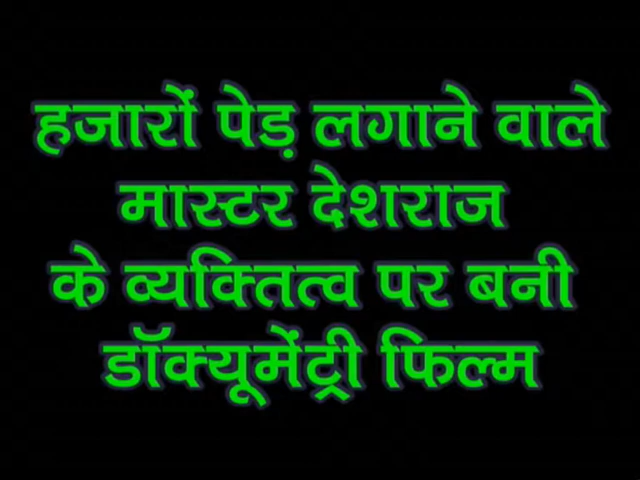 हजारों पेड़ लगाने वाले
मास्टर देशराज
के व्यक्तित्व पर बनी
डॉक्यूमेंट्री फिल्म